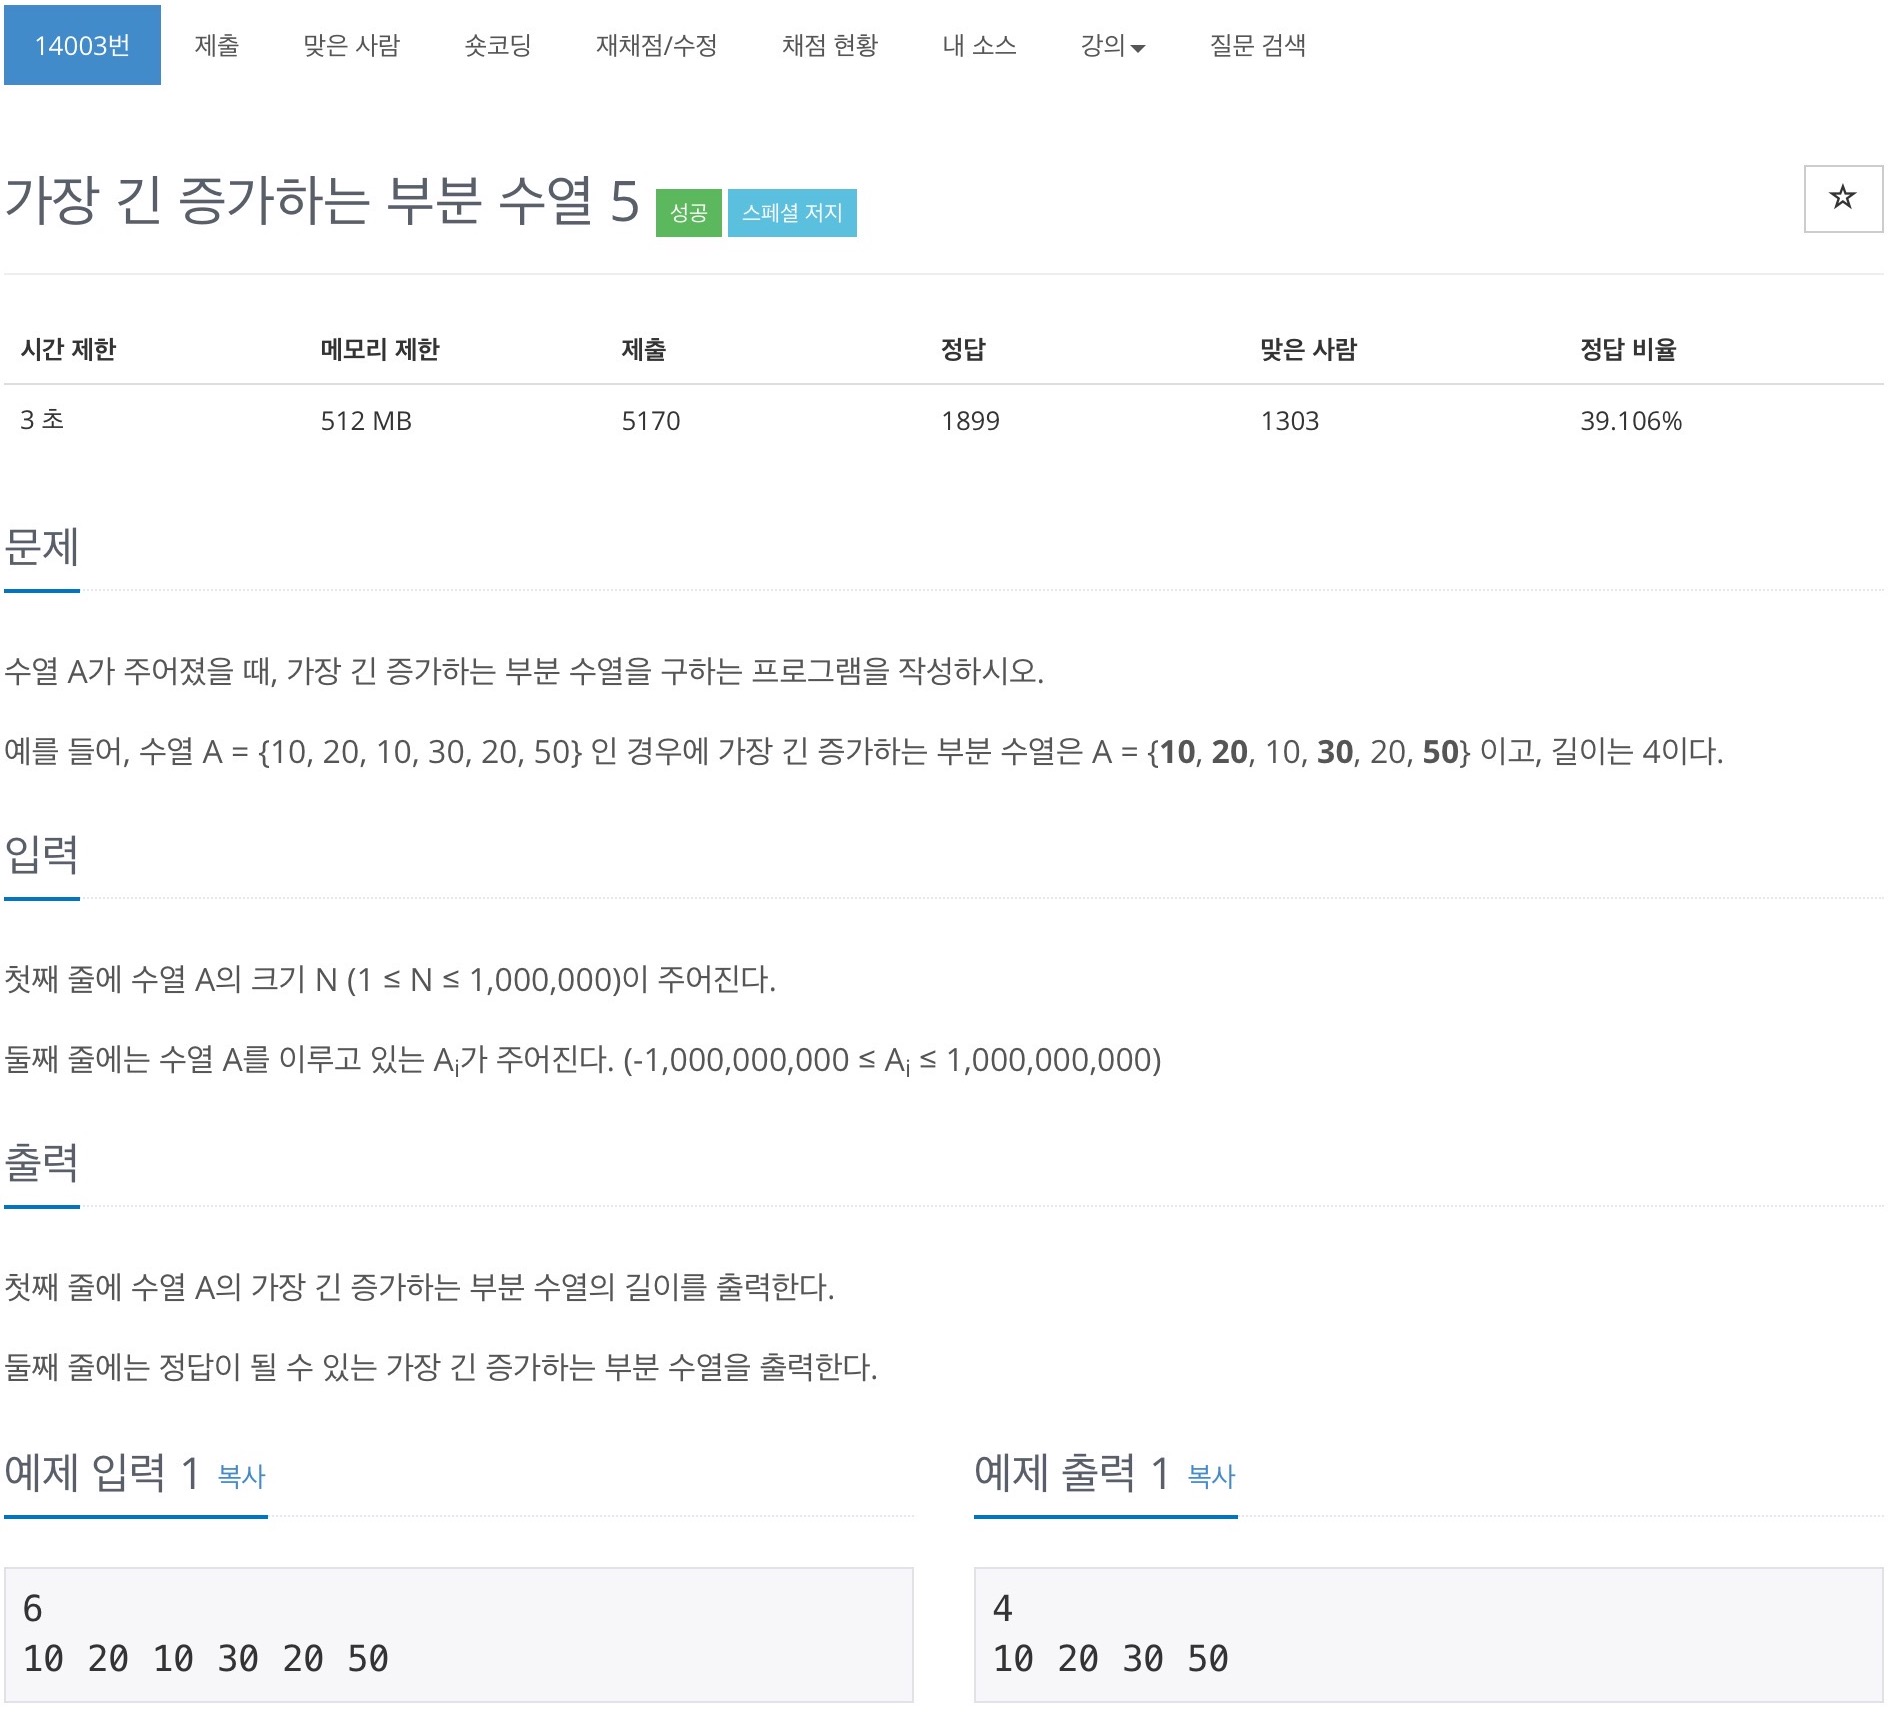 14003번 제출 맞은 사람 숏코딩 재채점/수정 채점 현황 내 소스 강의 질문 검색
가장 긴 증가하는 부분 수열 5 성공 스페셜 저지
시간 제한 메모리 제한 제출 정답 맞은 사람 정답 비율
3 초 512 MB 5170 1899 1303 39.106%
문제
수열 A가 주어졌을 때, 가장 긴 증가하는 부분 수열을 구하는 프로그램을 작성하시오.
예를 들어, 수열 A = {10, 20, 10, 30, 20, 50} 인 경우에 가장 긴 증가하는 부분 수열은 A = {10, 20, 10, 30, 20, 50} 이고, 길이는 4이다.
입력
첫째 줄에 수열 A의 크기 N (1 ≤ N ≤ 1,000,000)이 주어진다.
둘째 줄에는 수열 A를 이루고 있는 Ai가 주어진다. (-1,000,000,000 ≤ Ai ≤ 1,000,000,000)
출력
첫째 줄에 수열 A의 가장 긴 증가하는 부분 수열의 길이를 출력한다.
둘째 줄에는 정답이 될 수 있는 가장 긴 증가하는 부분 수열을 출력한다.
예제 입력 1 복사
6
10 20 10 30 20 50
예제 출력 1 복사
4
10 20 30 50